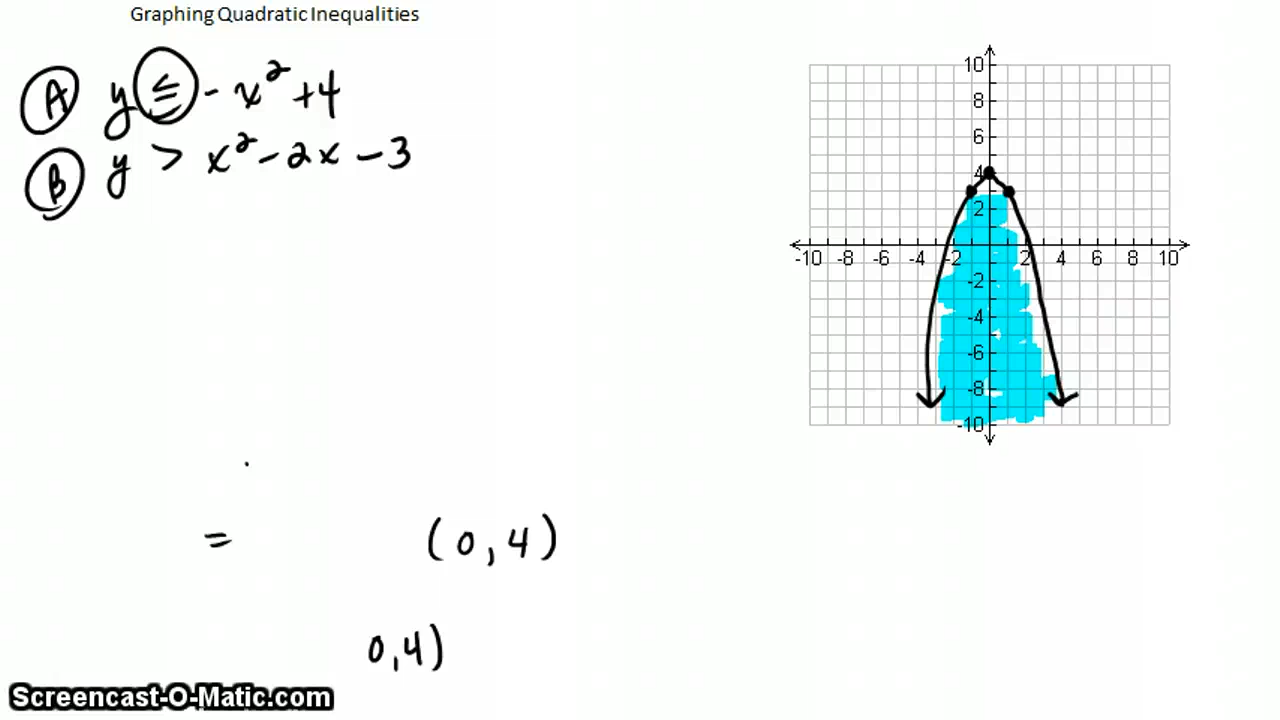 Graphing Quadratic Inequalities
Ⓐ y ≤ -x² + 4
Ⓑ y > x² - 2x - 3
10
8
6
4
2
-10 -8 -6 -4 -2 2 4 6 8 10
-2
-4
-6
-8
-10
= (0, 4)
0, 4)
Screencast-O-Matic.com